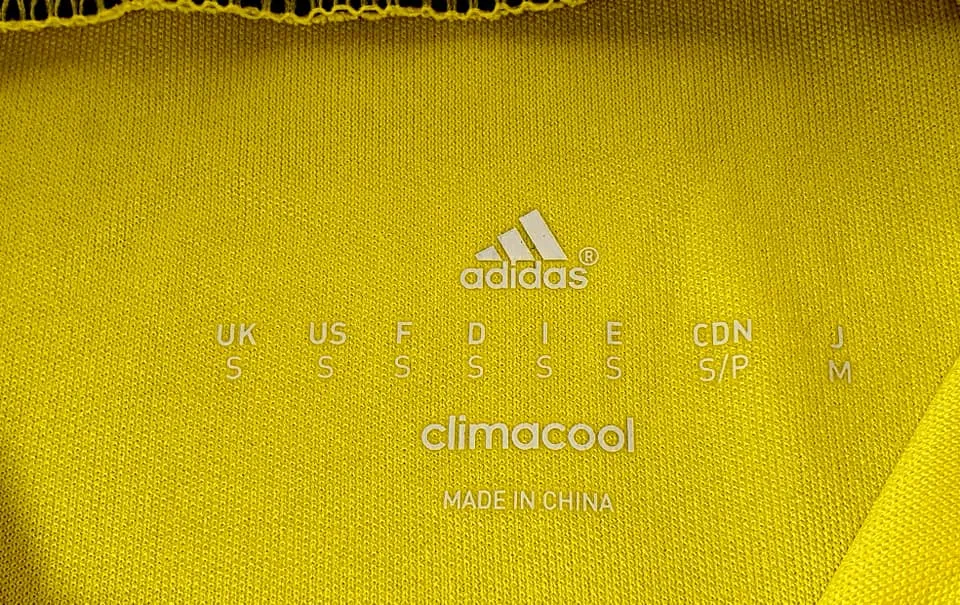 adidas®
UK US F D I E CDN J
S S S S S S S/P M
climacool
MADE IN CHINA